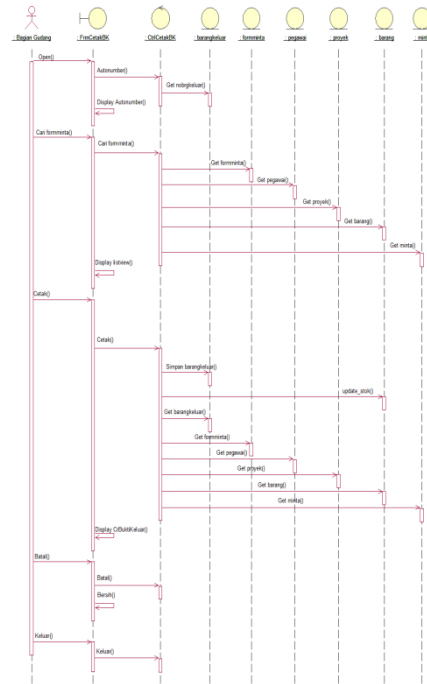 : Bagian Gudang : FrmCetakBK : CtrlCetakBK : barangkeluar : formminta : pegawai : proyek : barang : minta
Open()
Autonumber()
Get nobrgkeluar()
Display Autonumber()
Cari formminta()
Cari formminta()
Get formminta()
Get pegawai()
Get proyek()
Get barang()
Get minta()
Display listview()
Cetak()
Cetak()
Simpan barangkeluar()
update_stok()
Get barangkeluar()
Get formminta()
Get pegawai()
Get proyek()
Get barang()
Get minta()
Display CrBuktiKeluar()
Batal()
Batal()
Bersih()
Keluar()
Keluar()